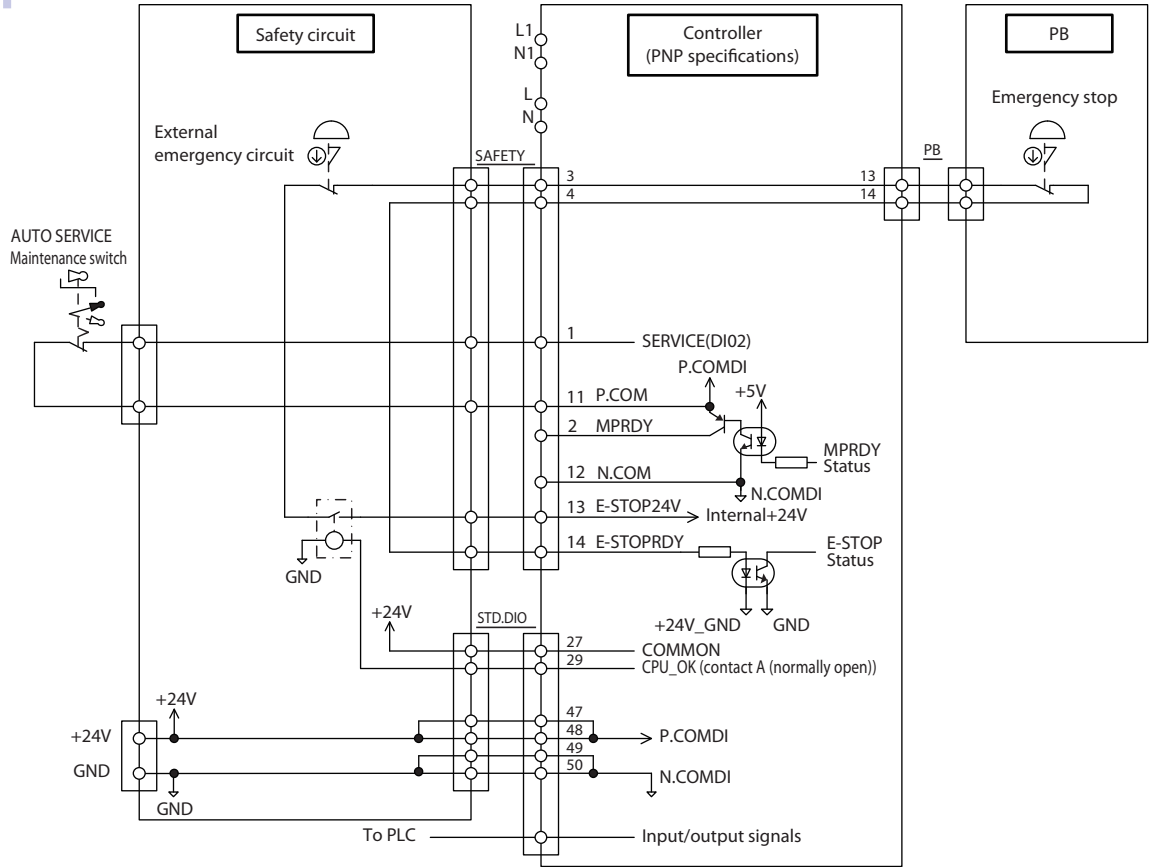 Safety circuit
Controller
(PNP specifications)
PB
L1
N1
L
N
External
emergency circuit
Emergency stop
SAFETY
PB
3
4
13
14
AUTO SERVICE
Maintenance switch
1
SERVICE(DI02)
P.COMDI
+5V
11 P.COM
2 MPRDY
MPRDY
Status
12 N.COM
N.COMDI
13 E-STOP24V
Internal+24V
14 E-STOPRDY
E-STOP
Status
GND
+24V_GND
GND
+24V
STD.DIO
27
COMMON
29
CPU_OK (contact A (normally open))
+24V
47
+24V
48
P.COMDI
49
GND
50
N.COMDI
GND
To PLC
Input/output signals